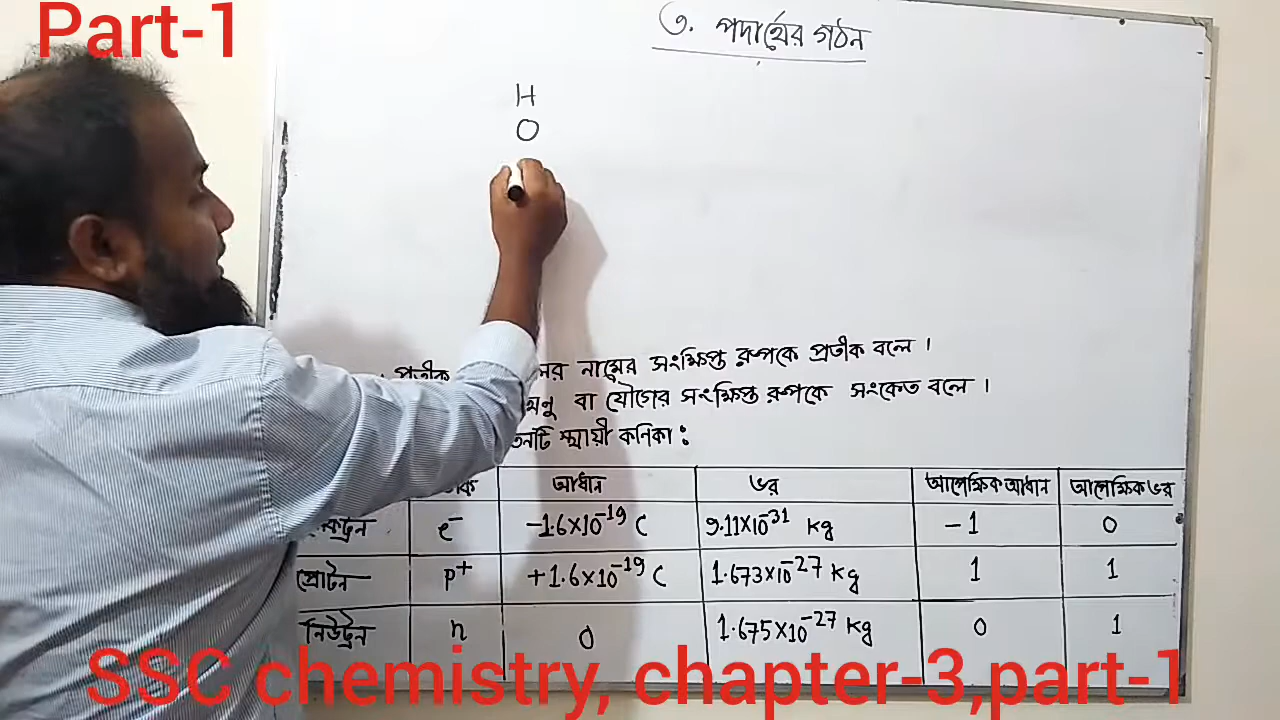 Part-1
৩. পদার্থের গঠন
H
O
প্রতীক নামের সংক্ষিপ্ত রুপকে প্রতীক বলে ।
অনু বা যৌগের সংক্ষিপ্ত রুপকে সংকেত বলে ।
স্থায়ী কনিকা :
আধান ভর আপেক্ষিক আধান আপেক্ষিক ভর
e⁻ -1.6×10⁻¹⁹ C 9.11×10⁻³¹ kg -1 0
প্রোটন p⁺ +1.6×10⁻¹⁹ C 1.673×10⁻²⁷ kg 1 1
নিউট্রন n 0 1.675×10⁻²⁷ kg 0 1
SSC chemistry, chapter-3,part-1